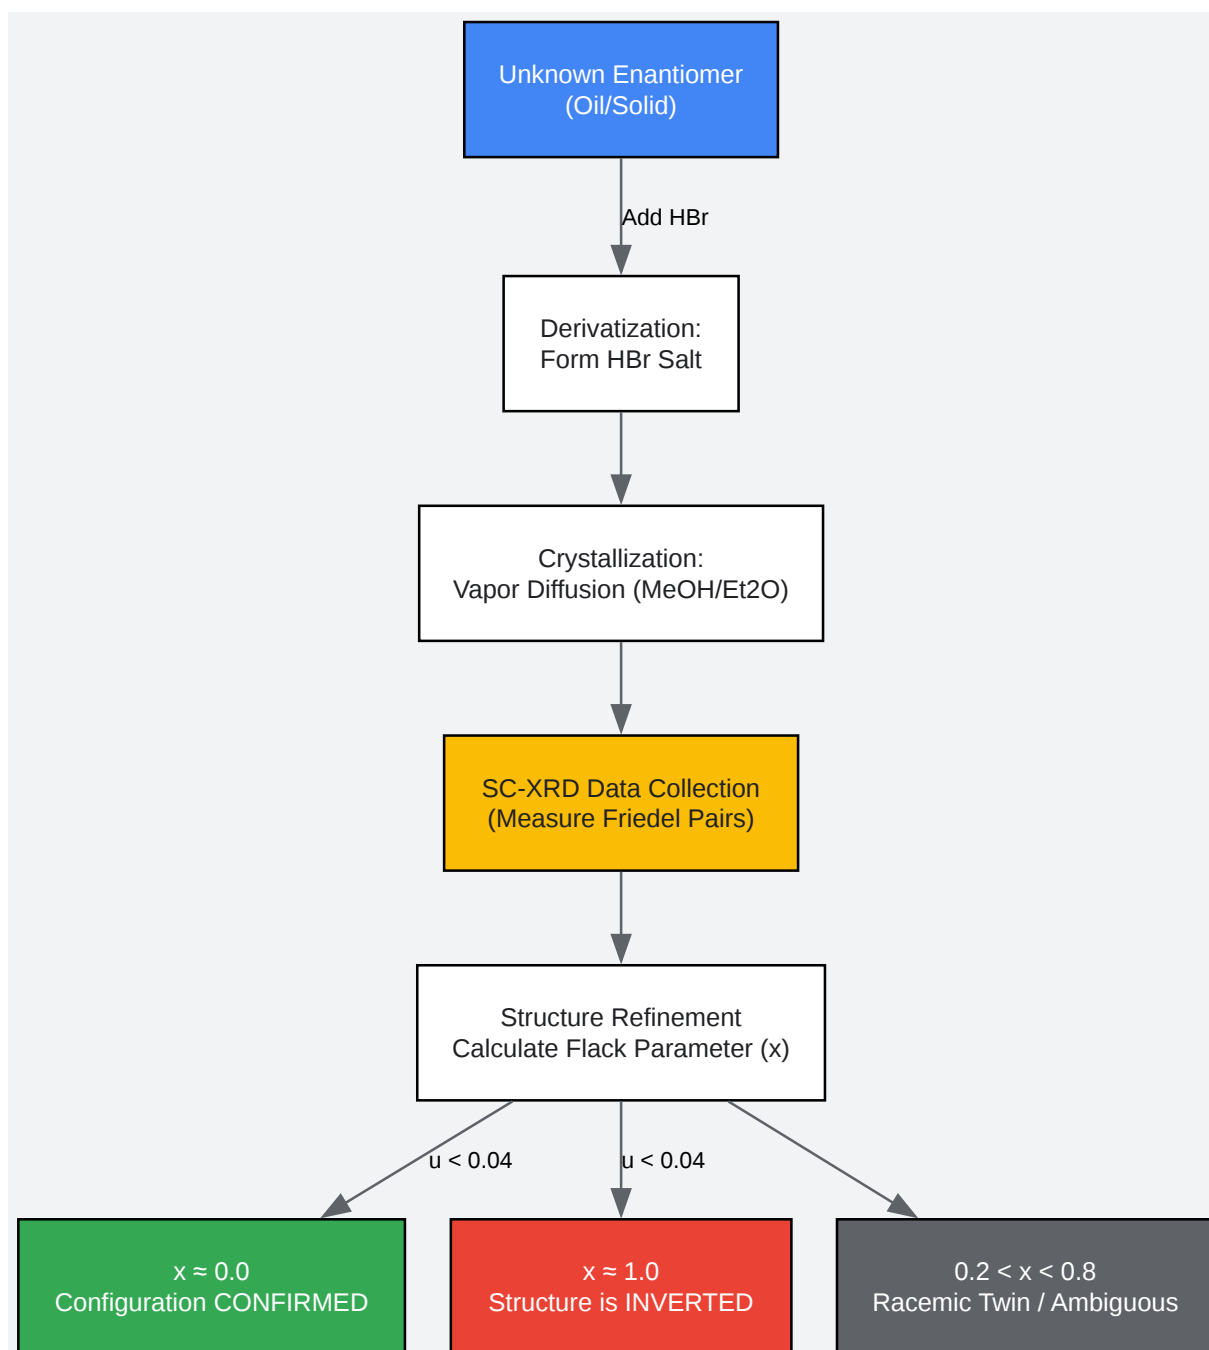 Unknown Enantiomer
(Oil/Solid)
Add HBr
Derivatization:
Form HBr Salt
Crystallization:
Vapor Diffusion (MeOH/Et2O)
SC-XRD Data Collection
(Measure Friedel Pairs)
Structure Refinement
Calculate Flack Parameter (x)
u < 0.04
u < 0.04
x ≈ 0.0
Configuration CONFIRMED
x ≈ 1.0
Structure is INVERTED
0.2 < x < 0.8
Racemic Twin / Ambiguous